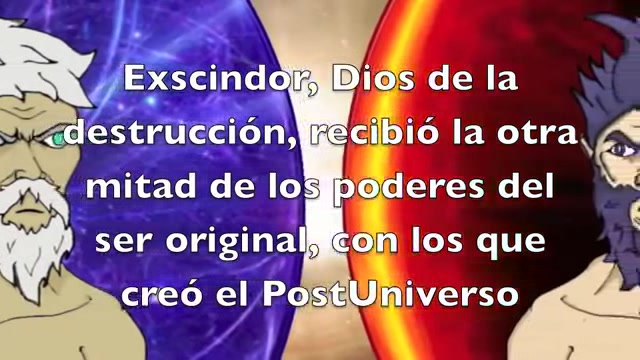 Exscindor, Dios de la
destrucción, recibió la otra
mitad de los poderes del
ser original, con los que
creó el PostUniverso